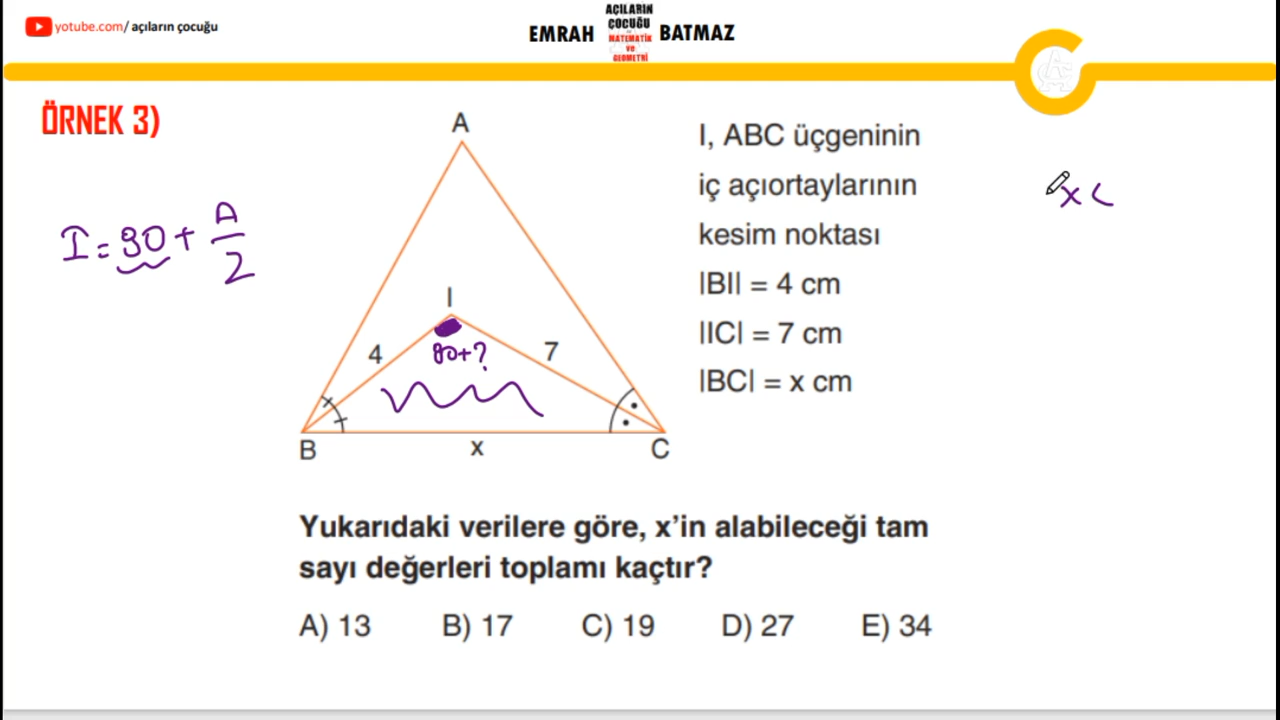 yotube.com/ açıların çocuğu
EMRAH
AÇILARIN
ÇOCUĞU
MATEMATİK
ve
GEOMETRİ
BATMAZ
ÖRNEK 3)
I = 90 + A/2
A
I
4
7
90+?
B
x
C
I, ABC üçgeninin
iç açıortaylarının
kesim noktası
|BI| = 4 cm
|IC| = 7 cm
|BC| = x cm
x <
Yukarıdaki verilere göre, x’in alabileceği tam
sayı değerleri toplamı kaçtır?
A) 13 B) 17 C) 19 D) 27 E) 34